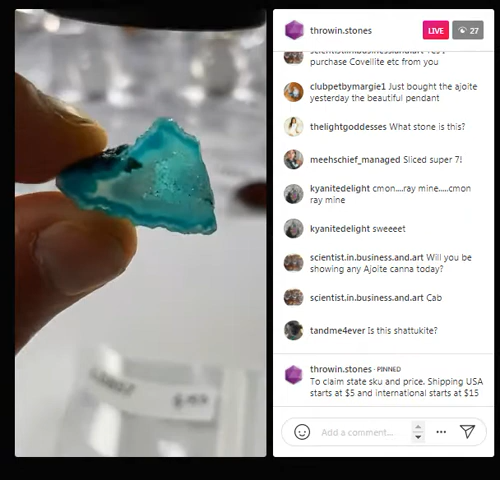 throwin.stones
LIVE
27
purchase Covellite etc from you
clubpetbymargie1 Just bought the ajoite
yesterday the beautiful pendant
thelightgoddesses What stone is this?
meehschief_managed Sliced super 7!
kyanitedelight cmon....ray mine.....cmon
ray mine
kyanitedelight sweeeet
scientist.in.business.and.art Will you be
showing any Ajoite canna today?
scientist.in.business.and.art Cab
tandme4ever Is this shattukite?
throwin.stones · PINNED
To claim state sku and price. Shipping USA
starts at $5 and international starts at $15
Add a comment...